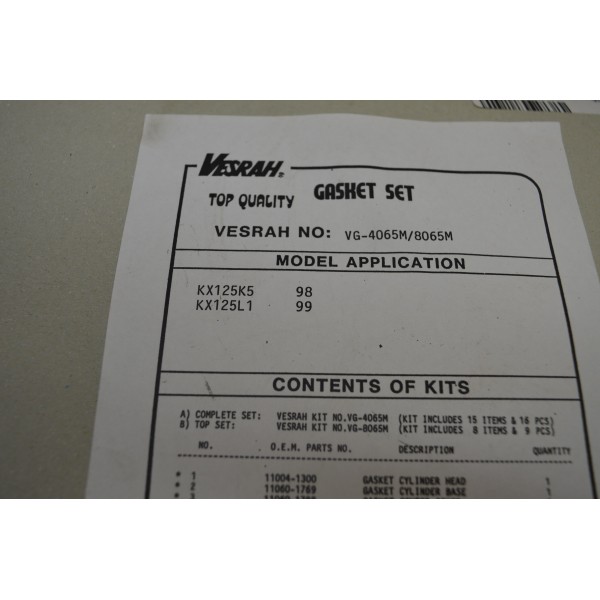 VESRAH®
TOP QUALITY GASKET SET
VESRAH NO: VG-4065M/8065M
MODEL APPLICATION
KX125K5 98
KX125L1 99
CONTENTS OF KITS
A) COMPLETE SET: VESRAH KIT NO.VG-4065M (KIT INCLUDES 15 ITEMS & 16 PCS)
B) TOP SET: VESRAH KIT NO.VG-8065M (KIT INCLUDES 8 ITEMS & 9 PCS)
NO. O.E.M. PARTS NO. DESCRIPTION QUANTITY
* 1 11004-1300 GASKET CYLINDER HEAD 1
* 2 11060-1769 GASKET CYLINDER BASE 1